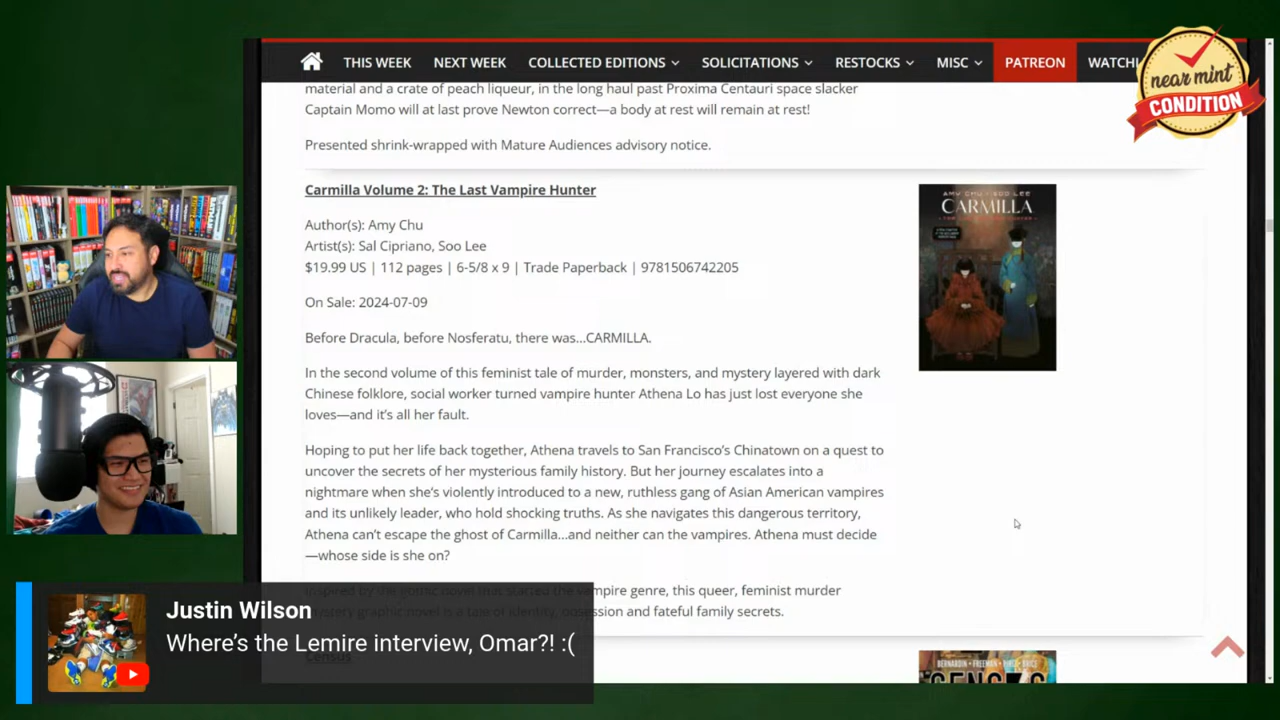 THIS WEEK NEXT WEEK COLLECTED EDITIONS SOLICITATIONS RESTOCKS MISC PATREON WATCHL
near mint
CONDITION
material and a crate of peach liqueur, in the long haul past Proxima Centauri space slacker
Captain Momo will at last prove Newton correct—a body at rest will remain at rest!
Presented shrink-wrapped with Mature Audiences advisory notice.
Carmilla Volume 2: The Last Vampire Hunter
AMY CHU SOO LEE
CARMILLA
Author(s): Amy Chu
Artist(s): Sal Cipriano, Soo Lee
$19.99 US | 112 pages | 6-5/8 x 9 | Trade Paperback | 9781506742205
On Sale: 2024-07-09
Before Dracula, before Nosferatu, there was...CARMILLA.
In the second volume of this feminist tale of murder, monsters, and mystery layered with dark
Chinese folklore, social worker turned vampire hunter Athena Lo has just lost everyone she
loves—and it's all her fault.
Hoping to put her life back together, Athena travels to San Francisco's Chinatown on a quest to
uncover the secrets of her mysterious family history. But her journey escalates into a
nightmare when she's violently introduced to a new, ruthless gang of Asian American vampires
and its unlikely leader, who hold shocking truths. As she navigates this dangerous territory,
Athena can't escape the ghost of Carmilla...and neither can the vampires. Athena must decide
—whose side is she on?
Inspired by the gothic novel that started the vampire genre, this queer, feminist murder
mystery graphic novel is a tale of identity, obsession and fateful family secrets.
Census
BERNARDIN • FREEMAN •
CENSUS
Justin Wilson
Where's the Lemire interview, Omar?! :(